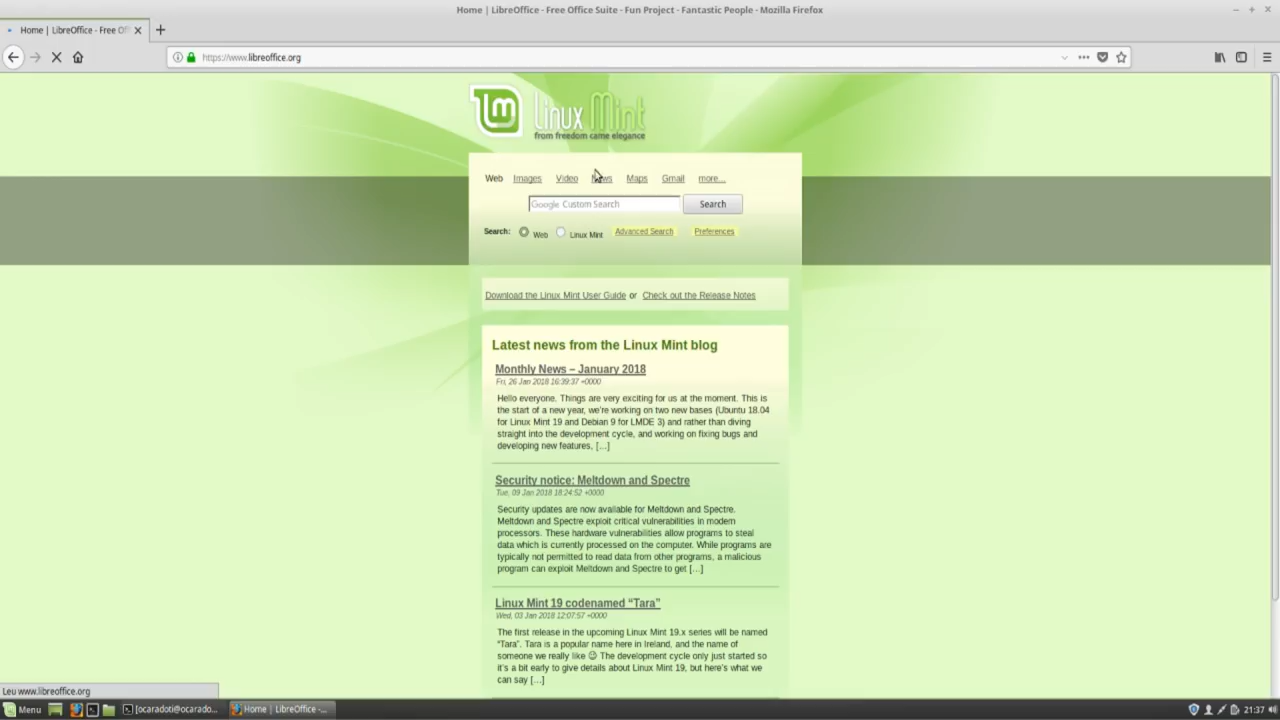 Home | LibreOffice - Free Office Suite - Fun Project - Fantastic People - Mozilla Firefox
Home | LibreOffice - Free Of
https://www.libreoffice.org
Linux Mint
from freedom came elegance
Web Images Video News Maps Gmail more...
Google Custom Search Search
Search: Web Linux Mint Advanced Search Preferences
Download the Linux Mint User Guide or Check out the Release Notes
Latest news from the Linux Mint blog
Monthly News – January 2018
Fri, 26 Jan 2018 16:39:37 +0000
Hello everyone. Things are very exciting for us at the moment. This is
the start of a new year, we're working on two new bases (Ubuntu 18.04
for Linux Mint 19 and Debian 9 for LMDE 3) and rather than diving
straight into the development cycle, and working on fixing bugs and
developing new features, [...]
Security notice: Meltdown and Spectre
Tue, 09 Jan 2018 18:24:52 +0000
Security updates are now available for Meltdown and Spectre.
Meltdown and Spectre exploit critical vulnerabilities in modern
processors. These hardware vulnerabilities allow programs to steal
data which is currently processed on the computer. While programs are
typically not permitted to read data from other programs, a malicious
program can exploit Meltdown and Spectre to get [...]
Linux Mint 19 codenamed “Tara”
Wed, 03 Jan 2018 12:07:57 +0000
The first release in the upcoming Linux Mint 19.x series will be named
“Tara”. Tara is a popular name here in Ireland, and the name of
someone we really like 😉 The development cycle only just started so
it's a bit early to give details about Linux Mint 19, but here's what we
can say [...]
Leu www.libreoffice.org
Menu [ocaradoti@ocarado... Home | LibreOffice -... 21:37